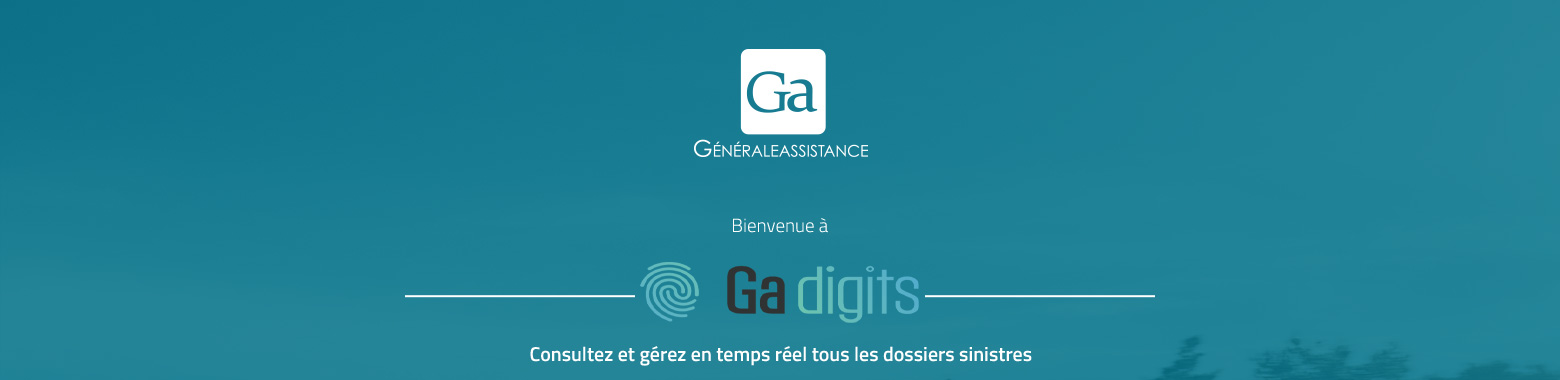 Ga
GÉNÉRALEASSISTANCE
Bienvenue à
Ga digits
Consultez et gérez en temps réel tous les dossiers sinistres